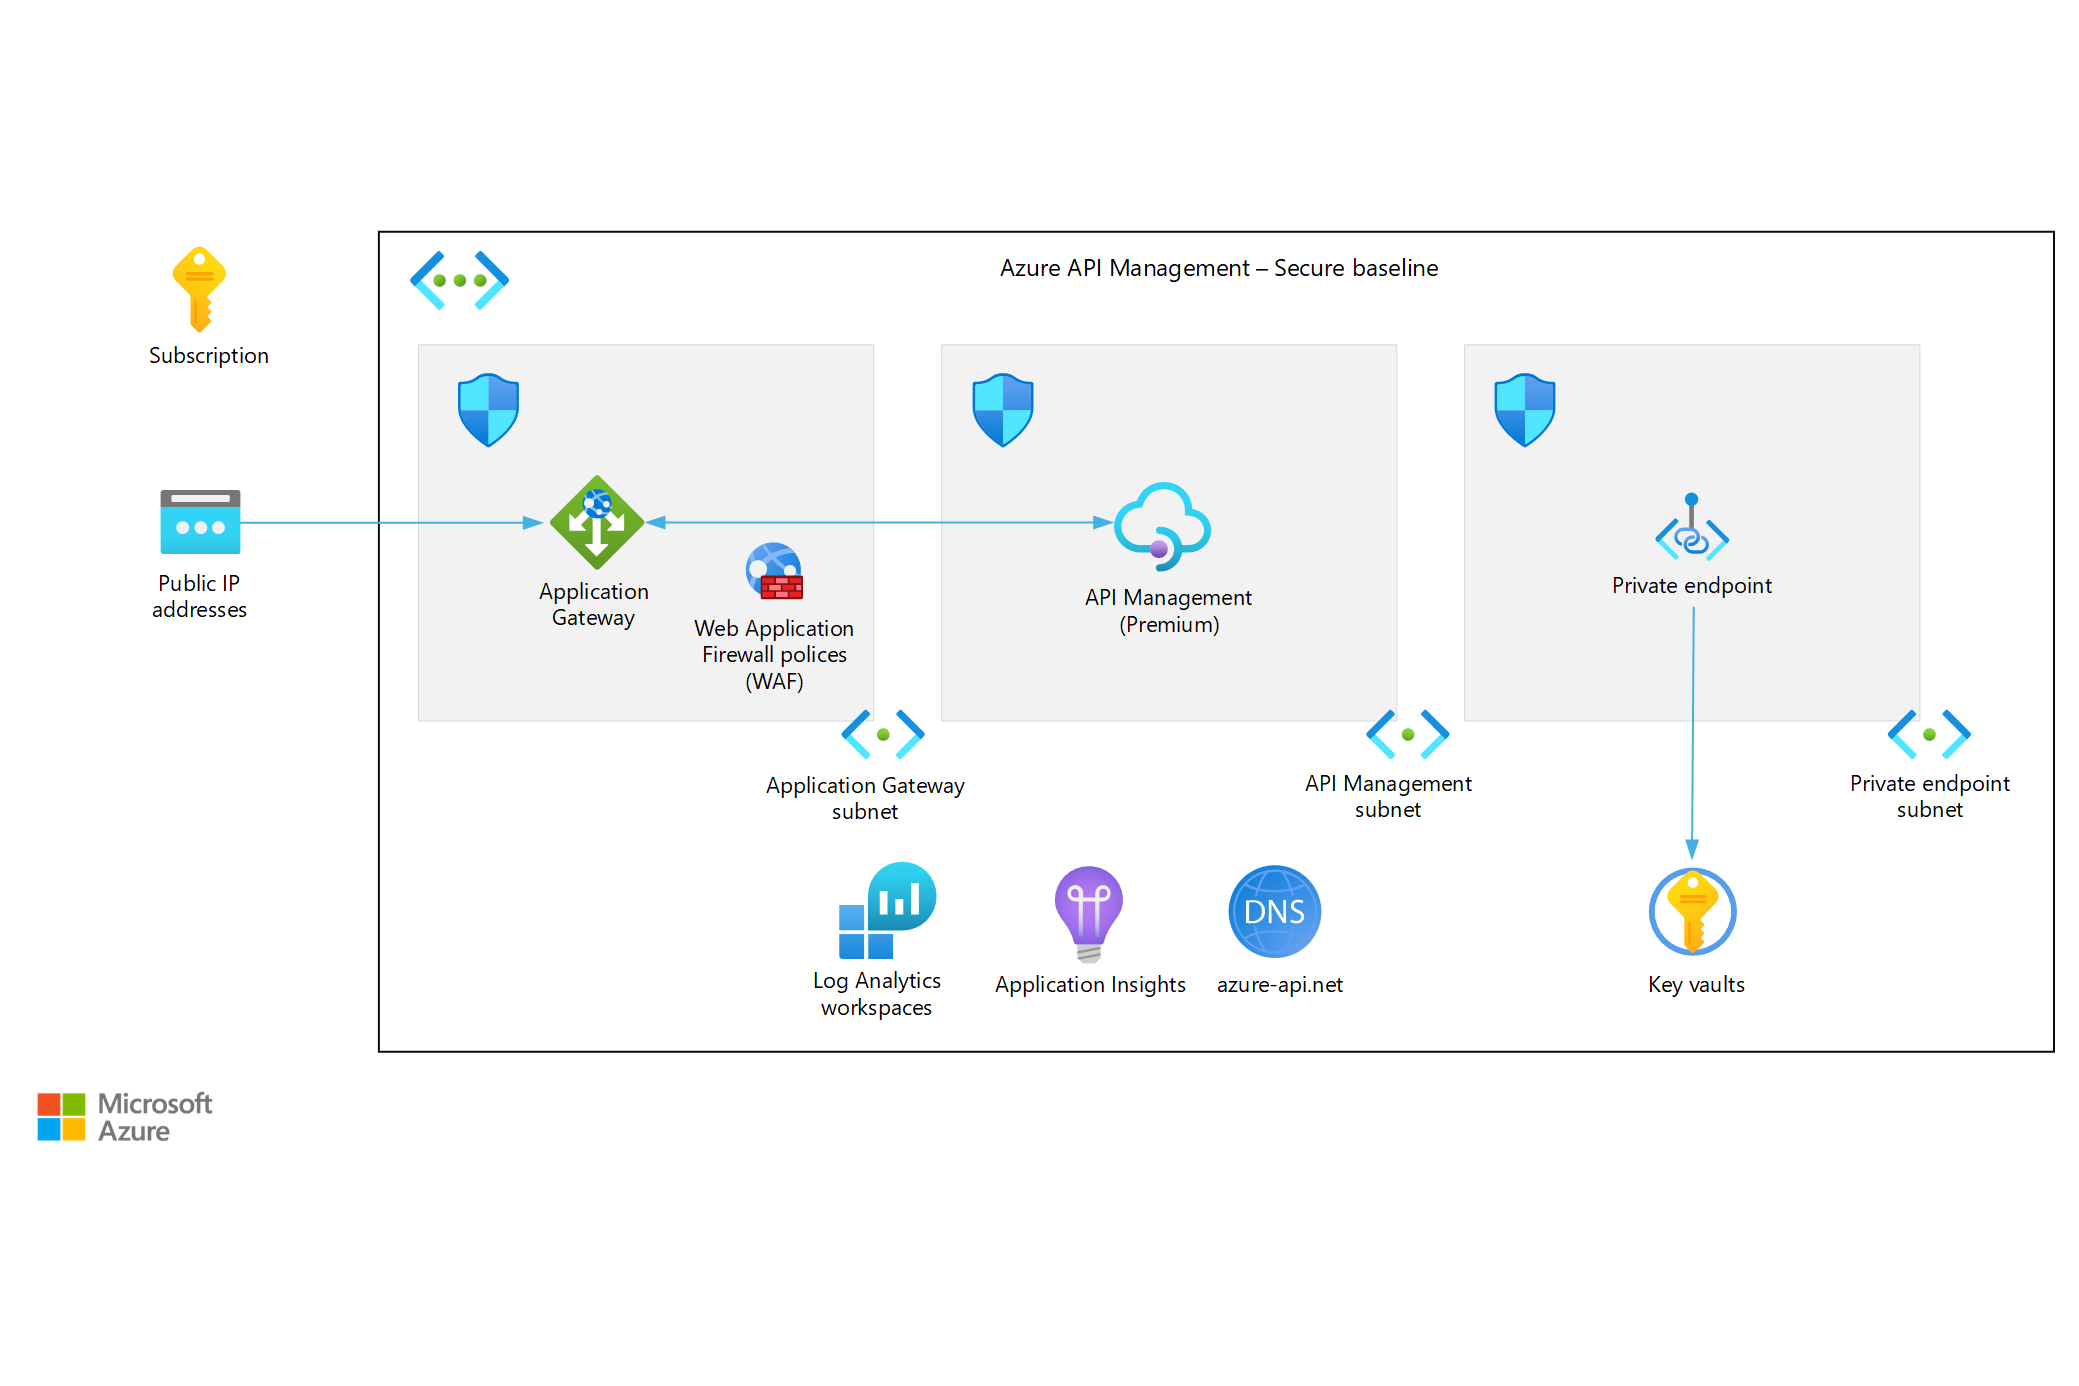 Azure API Management – Secure baseline
Subscription
Public IP
addresses
Application
Gateway
Web Application
Firewall polices
(WAF)
API Management
(Premium)
Private endpoint
Application Gateway
subnet
API Management
subnet
Private endpoint
subnet
DNS
Log Analytics
workspaces
Application Insights
azure-api.net
Key vaults
Microsoft
Azure